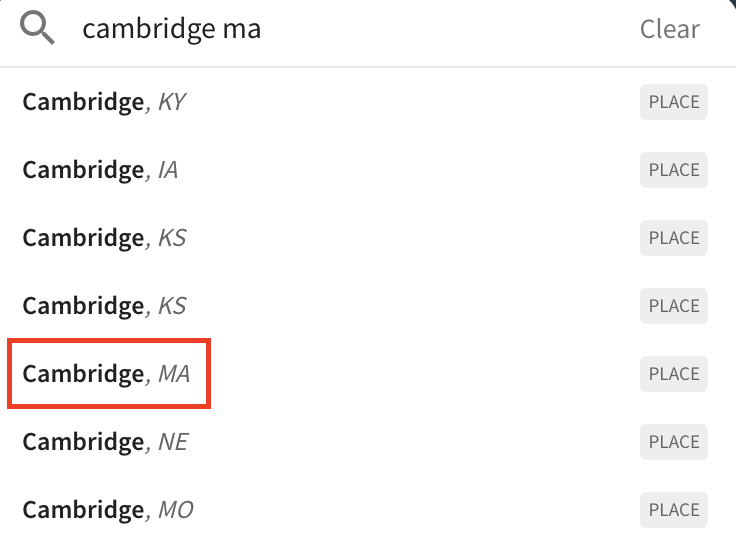 cambridge ma Clear
Cambridge, KY PLACE
Cambridge, IA PLACE
Cambridge, KS PLACE
Cambridge, KS PLACE
Cambridge, MA PLACE
Cambridge, NE PLACE
Cambridge, MO PLACE